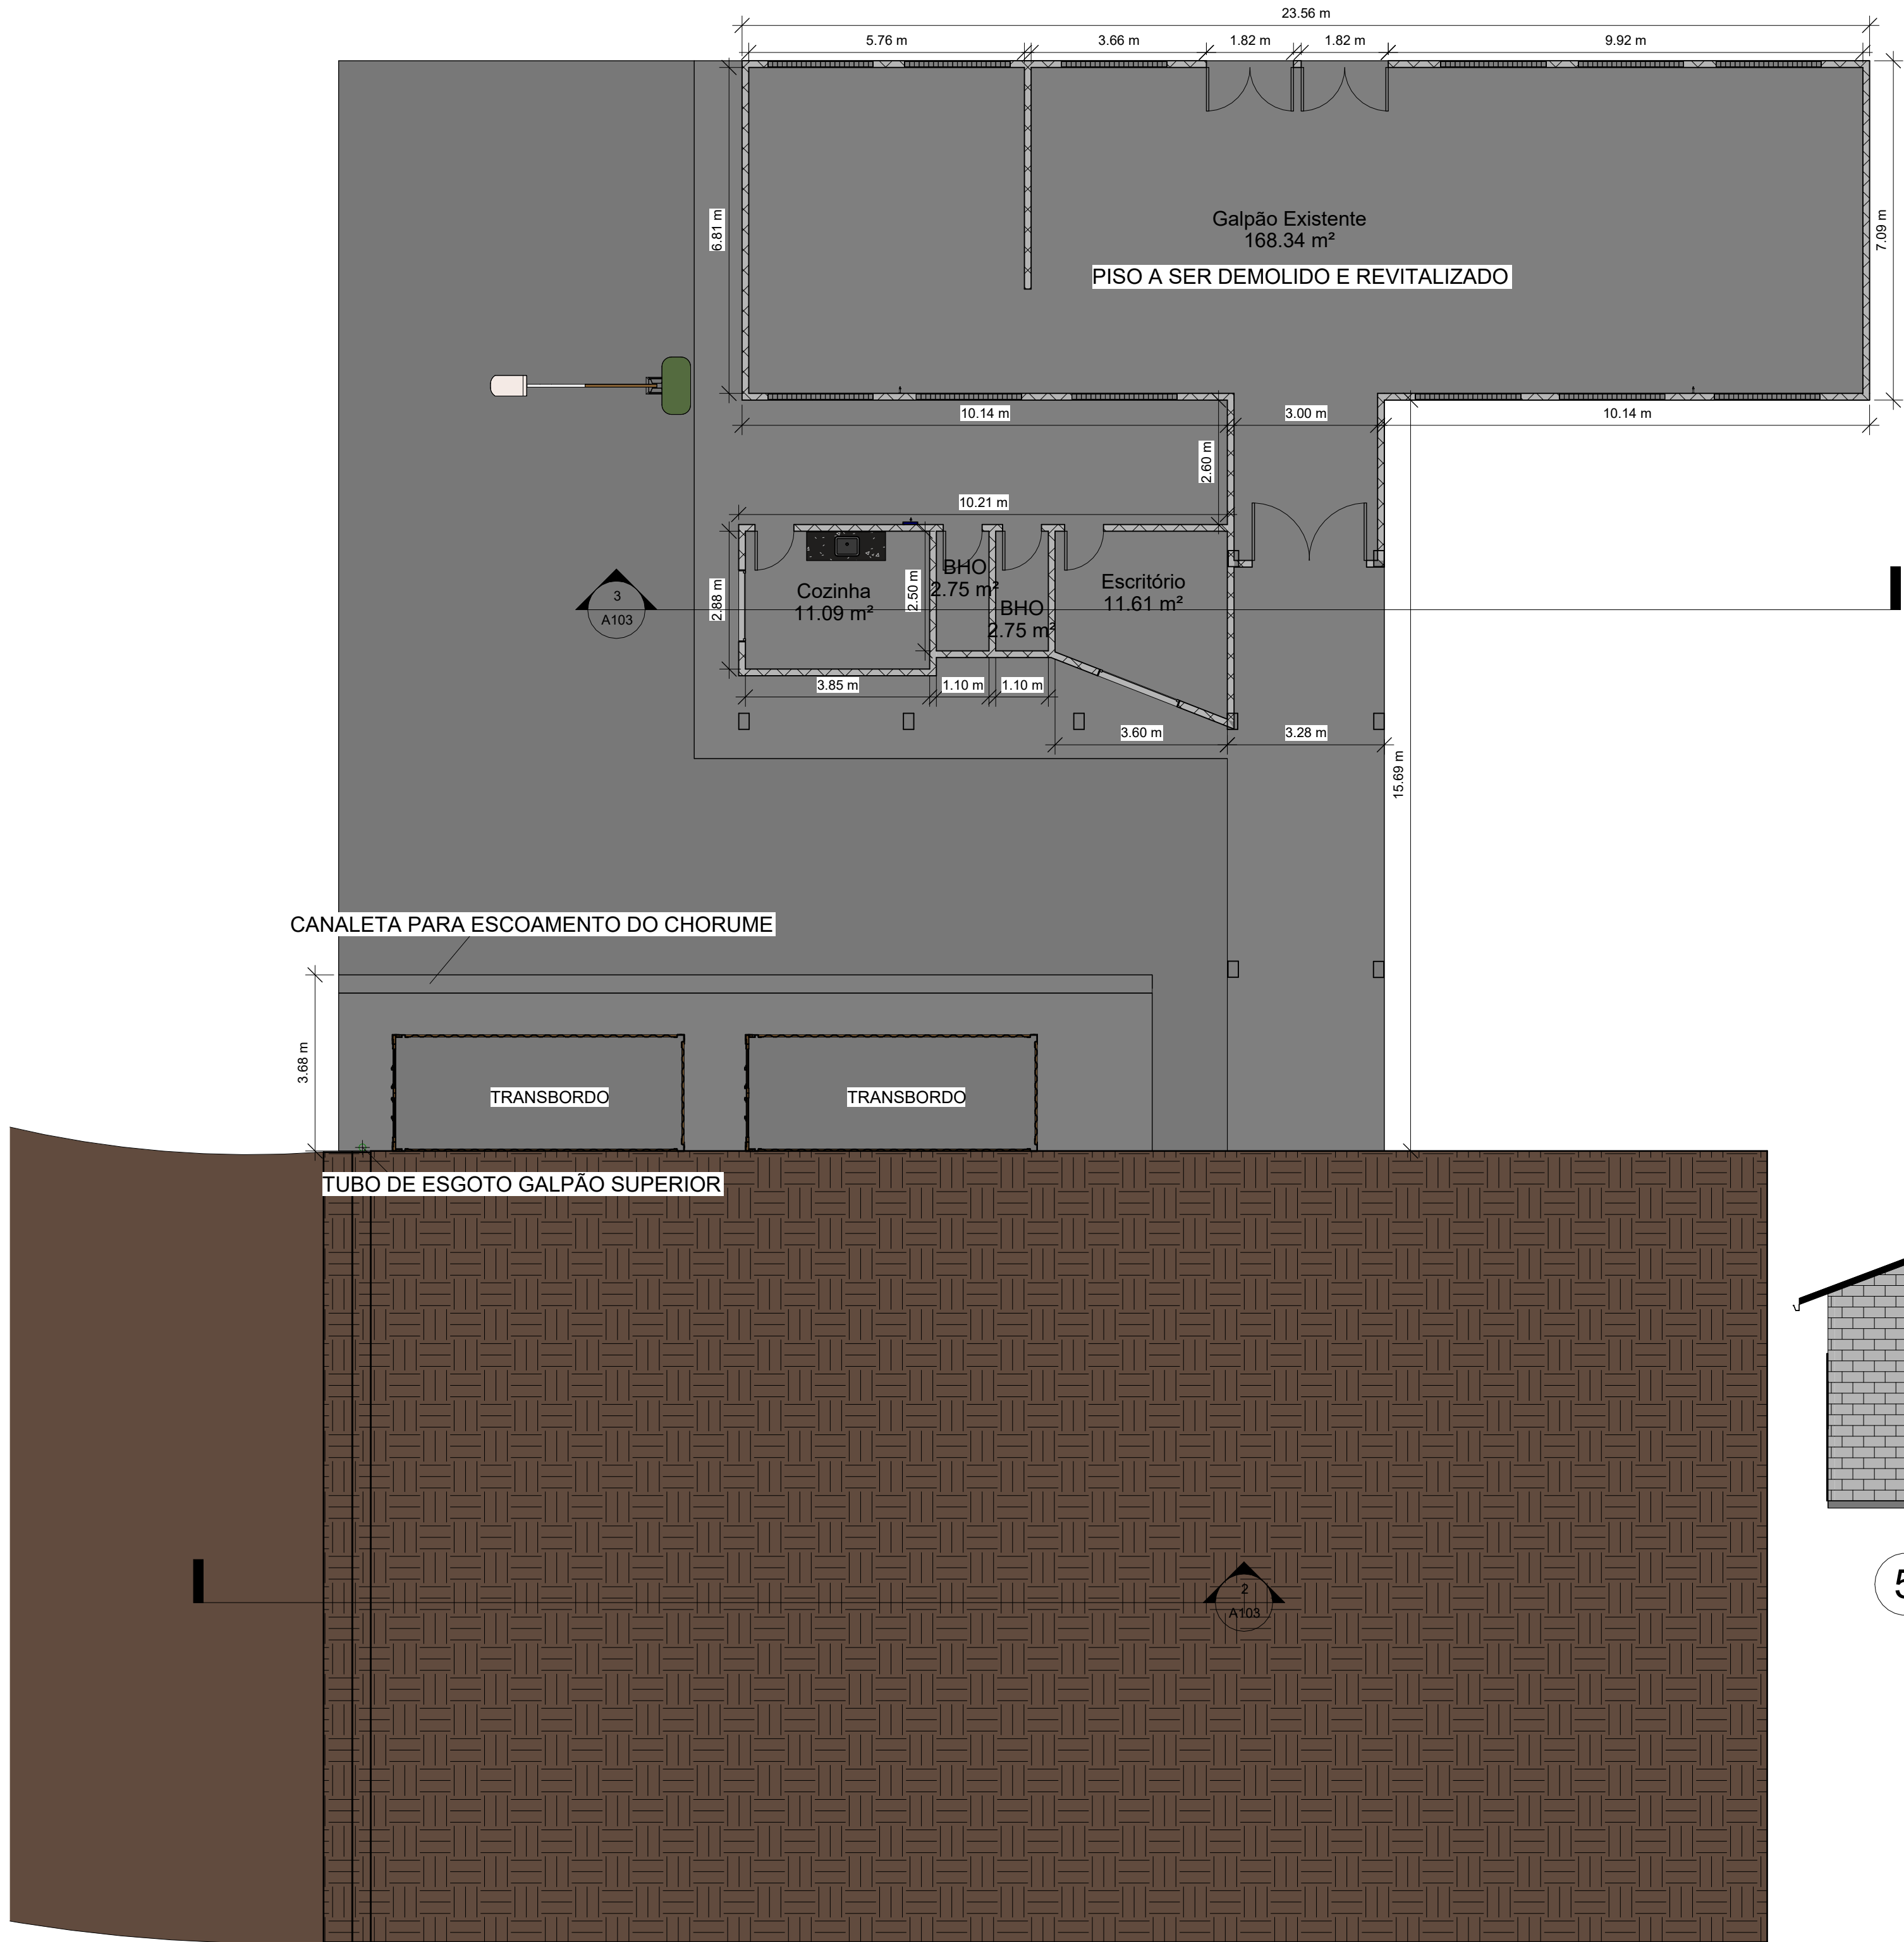 23.56 m
5.76 m
3.66 m
1.82 m
1.82 m
9.92 m
6.81 m
7.09 m
Galpão Existente
168.34 m²
PISO A SER DEMOLIDO E REVITALIZADO
10.14 m
3.00 m
10.14 m
2.60 m
10.21 m
3
A103
2.88 m
Cozinha
11.09 m²
2.50 m
BHO
2.75 m²
BHO
2.75 m²
Escritório
11.61 m²
3.85 m
1.10 m
1.10 m
3.60 m
3.28 m
15.69 m
CANALETA PARA ESCOAMENTO DO CHORUME
3.68 m
TRANSBORDO
TRANSBORDO
TUBO DE ESGOTO GALPÃO SUPERIOR
2
A103
5